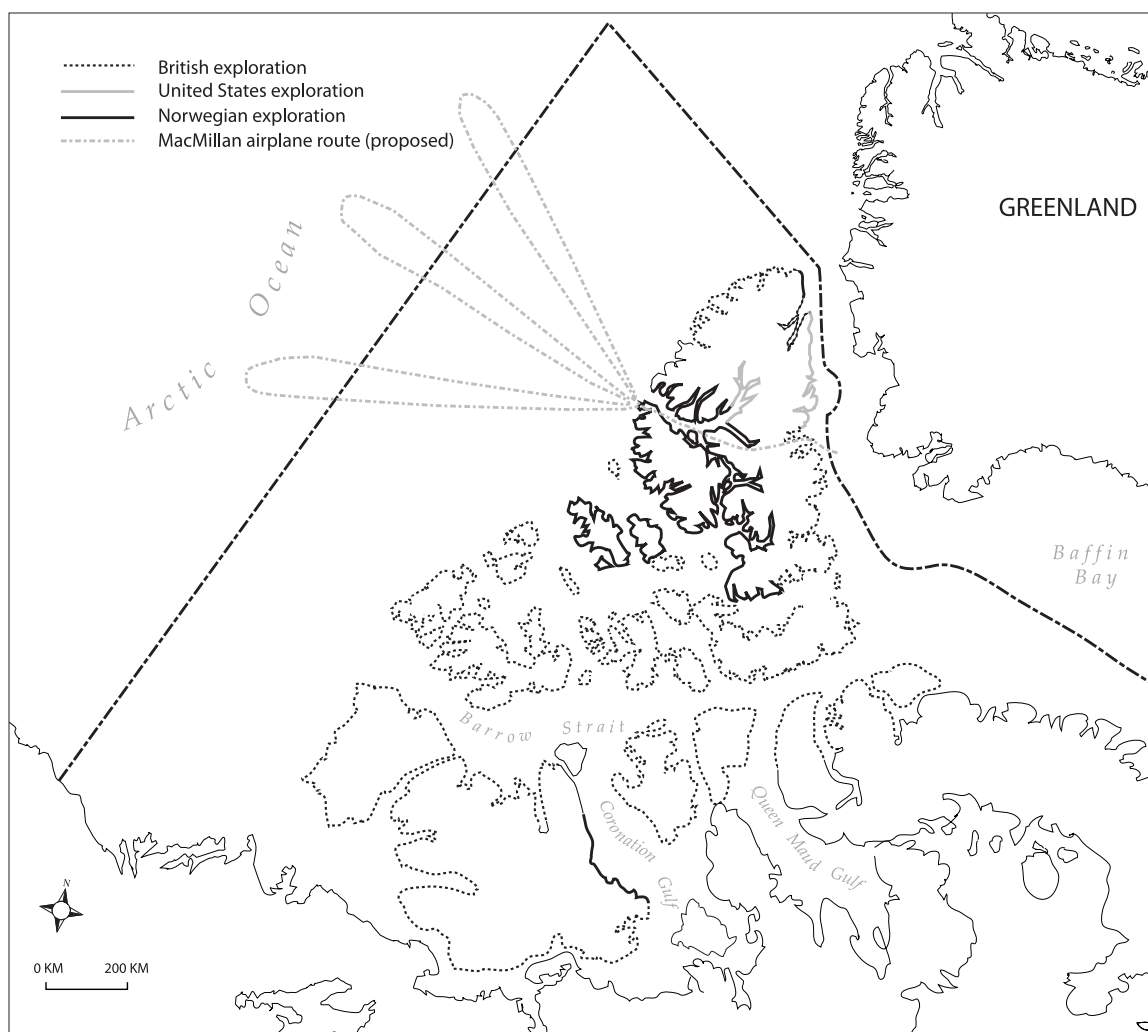 British exploration
United States exploration
Norwegian exploration
MacMillan airplane route (proposed)
GREENLAND
Arctic Ocean
Baffin
Bay
Barrow Strait
Coronation Gulf
Queen Maud Gulf
N
0 KM 200 KM